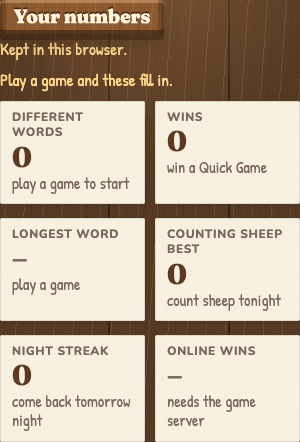 Your numbers
Kept in this browser.
Play a game and these fill in.
DIFFERENT
WORDS
0
play a game to start
WINS
0
win a Quick Game
LONGEST WORD
—
play a game
COUNTING SHEEP
BEST
0
count sheep tonight
NIGHT STREAK
0
come back tomorrow
night
ONLINE WINS
—
needs the game
server